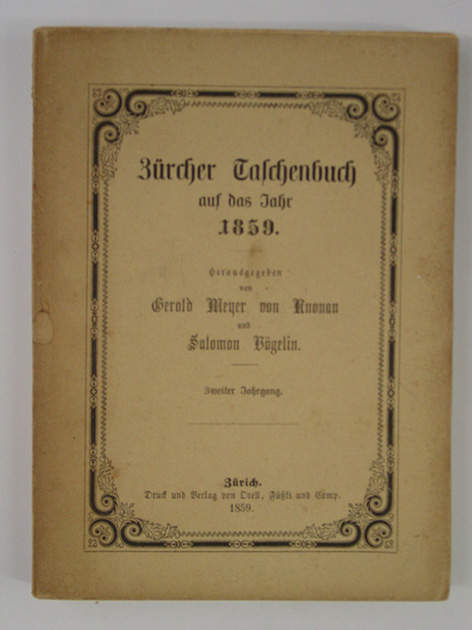 Zürcher Taschenbuch
auf das Jahr
1859.
Herausgegeben
von
Gerold Meyer von Knonau
und
Salomon Vögelin.
Zweiter Jahrgang.
Zürich.
Druck und Verlag von Orell, Füßli und Comp.
1859.